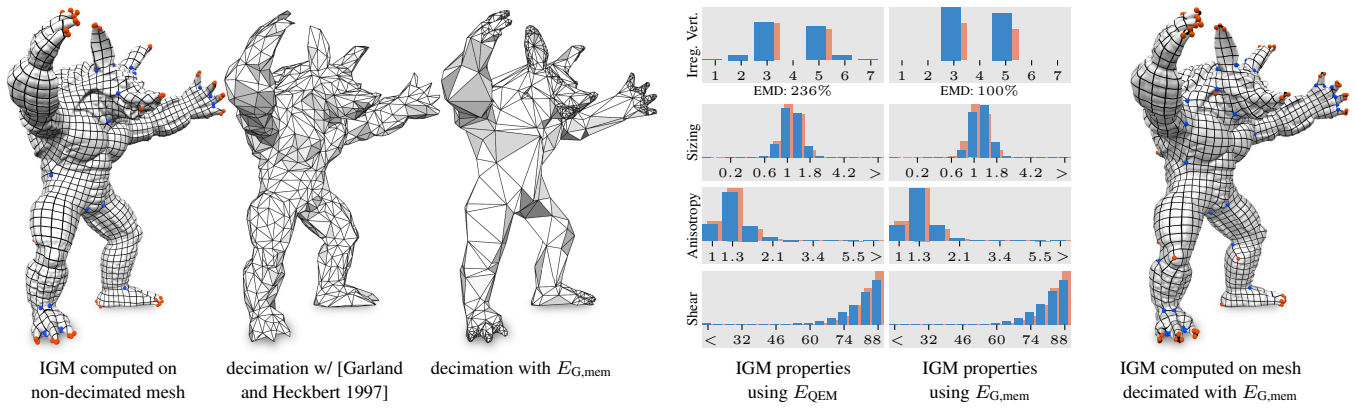 Irreg. Vert.
1 2 3 4 5 6 7
EMD: 236%
1 2 3 4 5 6 7
EMD: 100%
Sizing
0.2 0.6 1 1.8 4.2 >
0.2 0.6 1 1.8 4.2 >
Anisotropy
1 1.3 2.1 3.4 5.5 >
1 1.3 2.1 3.4 5.5 >
Shear
< 32 46 60 74 88
< 32 46 60 74 88
IGM computed on
non-decimated mesh
decimation w/ [Garland
and Heckbert 1997]
decimation with E_G,mem
IGM properties
using E_QEM
IGM properties
using E_G,mem
IGM computed on mesh
decimated with E_G,mem